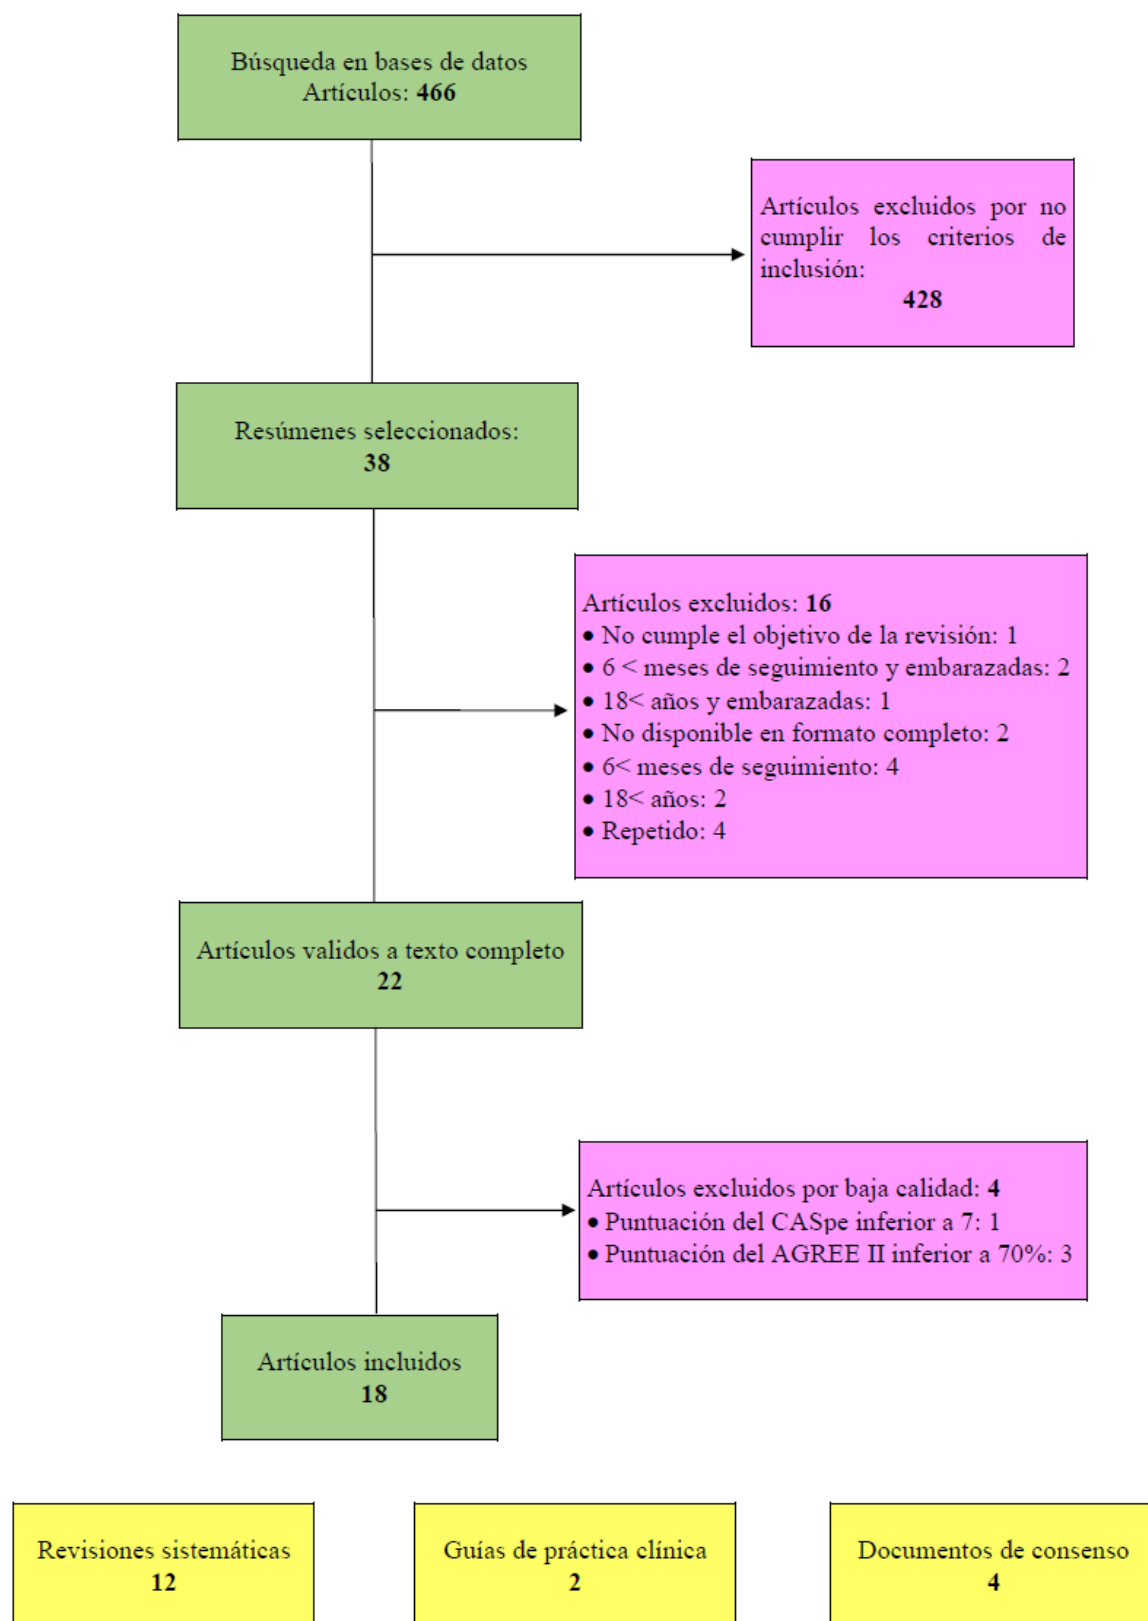 Búsqueda en bases de datos
Artículos: 466
Artículos excluidos por no
cumplir los criterios de
inclusión:
428
Resúmenes seleccionados:
38
Artículos excluidos: 16
• No cumple el objetivo de la revisión: 1
• 6 < meses de seguimiento y embarazadas: 2
• 18< años y embarazadas: 1
• No disponible en formato completo: 2
• 6< meses de seguimiento: 4
• 18< años: 2
• Repetido: 4
Artículos validos a texto completo
22
Artículos excluidos por baja calidad: 4
• Puntuación del CASpe inferior a 7: 1
• Puntuación del AGREE II inferior a 70%: 3
Artículos incluidos
18
Revisiones sistemáticas
12
Guías de práctica clínica
2
Documentos de consenso
4